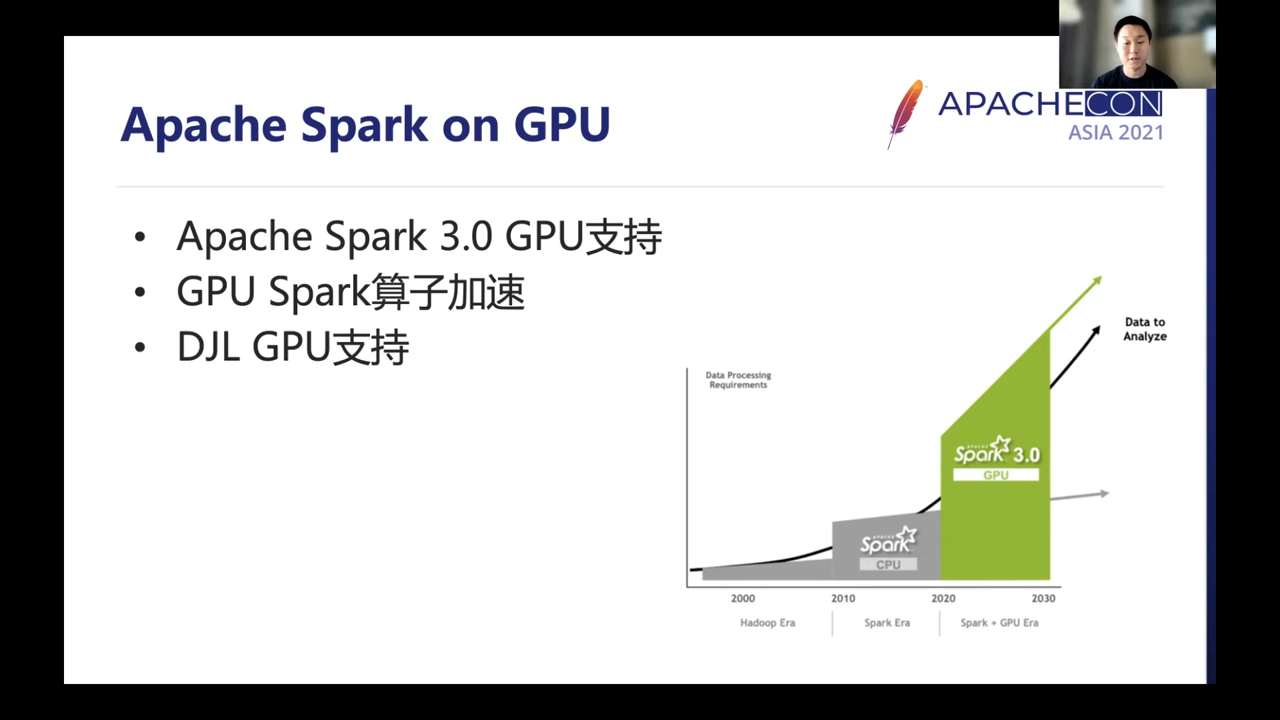 Apache Spark on GPU
APACHECON
ASIA 2021
• Apache Spark 3.0 GPU支持
• GPU Spark算子加速
• DJL GPU支持
Data to
Analyze
Data Processing
Requirements
APACHE
Spark 3.0
GPU
APACHE
Spark
CPU
2000
2010
2020
2030
Hadoop Era
Spark Era
Spark + GPU Era